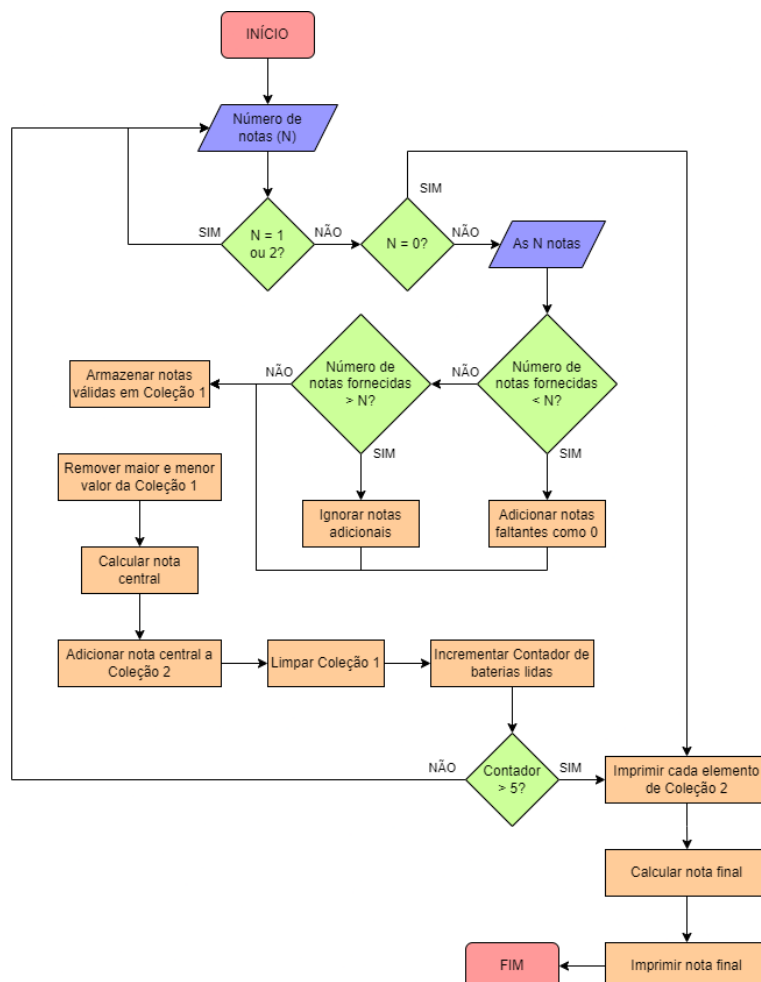 INÍCIO
Número de
notas (N)
SIM
N = 1
ou 2?
NÃO
N = 0?
SIM
NÃO
As N notas
Número de
notas fornecidas
< N?
NÃO
SIM
Número de
notas fornecidas
> N?
NÃO
SIM
Armazenar notas
válidas em Coleção 1
Ignorar notas
adicionais
Adicionar notas
faltantes como 0
Remover maior e menor
valor da Coleção 1
Calcular nota
central
Adicionar nota central a
Coleção 2
Limpar Coleção 1
Incrementar Contador de
baterias lidas
Contador
> 5?
NÃO
SIM
Imprimir cada elemento
de Coleção 2
Calcular nota final
Imprimir nota final
FIM